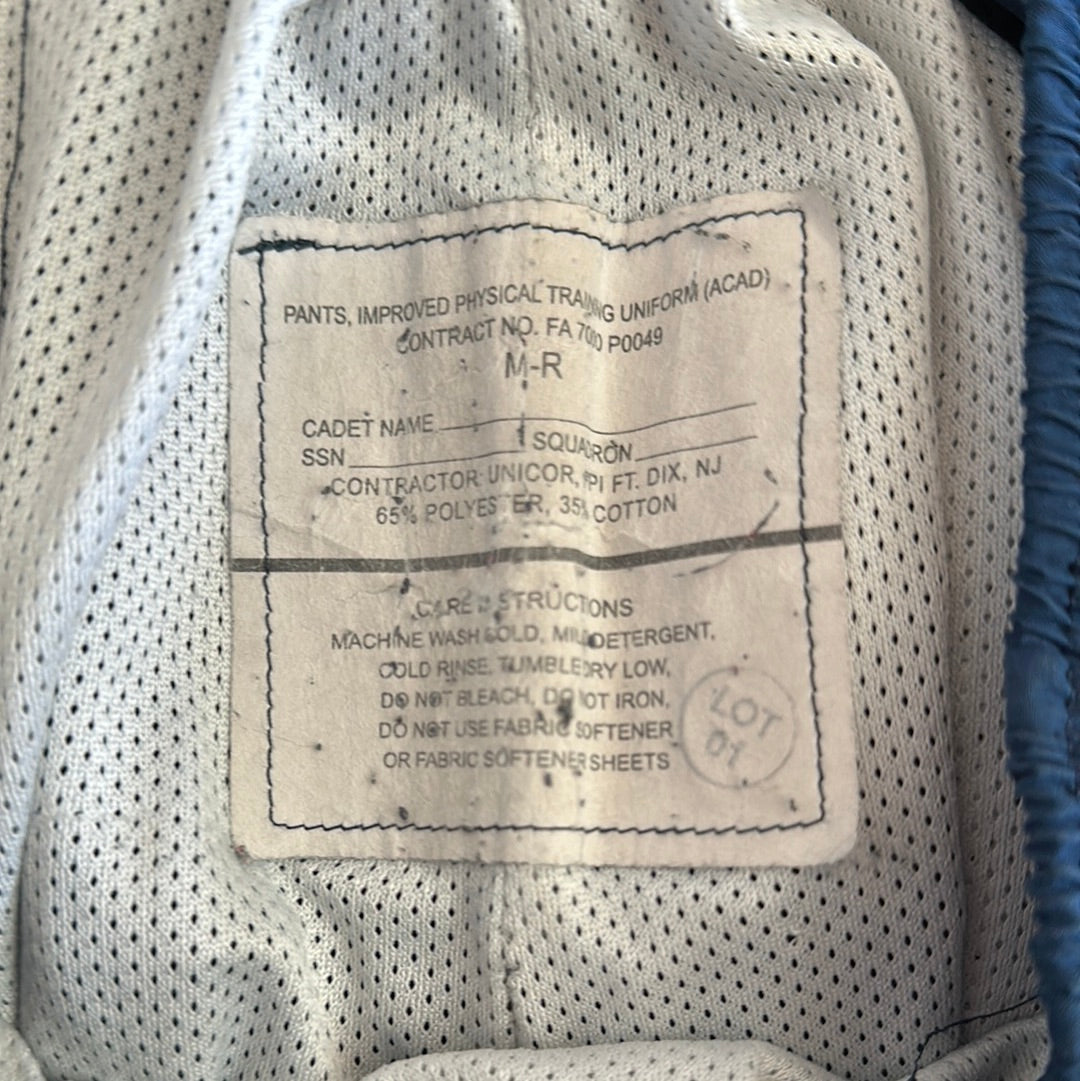 PANTS, IMPROVED PHYSICAL TRAINING UNIFORM (ACAD)
CONTRACT NO. FA 7000 P0049
M-R
CADET NAME
SSN SQUADRON
CONTRACTOR UNICOR, FPI FT. DIX, NJ
65% POLYESTER, 35% COTTON
CARE INSTRUCTIONS
MACHINE WASH COLD, MILD DETERGENT,
COLD RINSE, TUMBLE DRY LOW,
DO NOT BLEACH, DO NOT IRON,
DO NOT USE FABRIC SOFTENER
OR FABRIC SOFTENER SHEETS
LOT
01